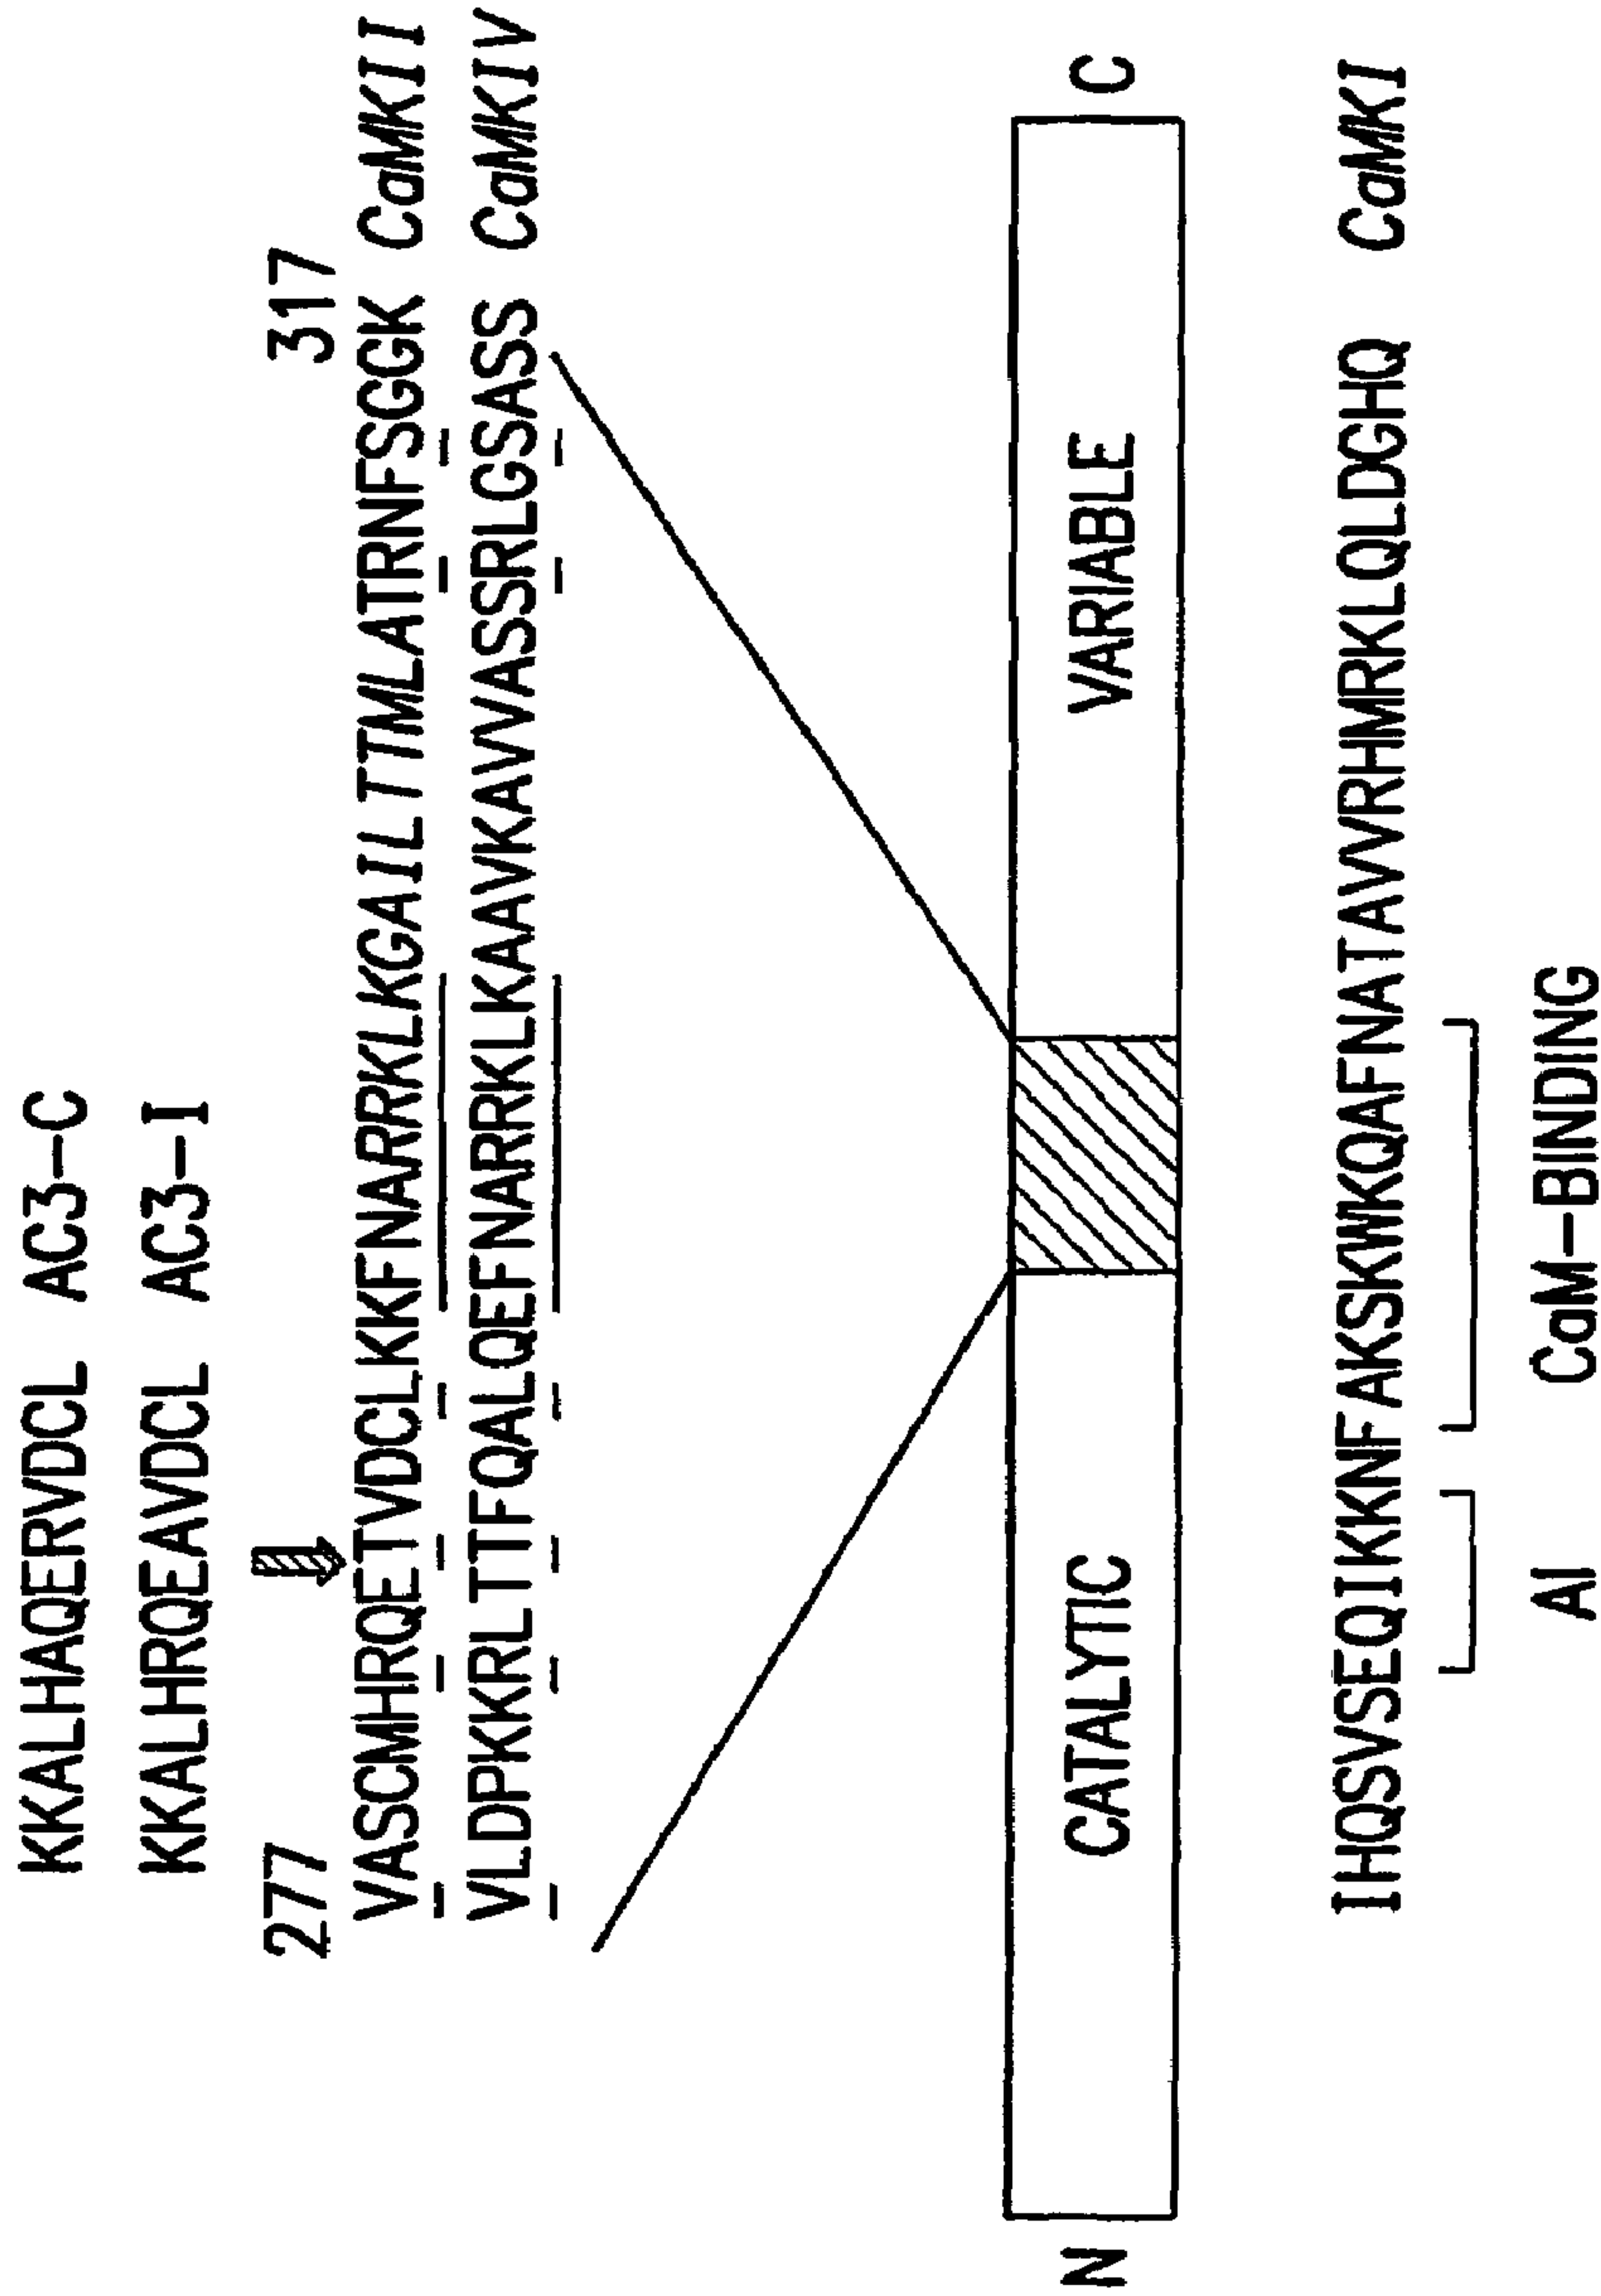 KKALHAQERVDCL AC3-C
KKALHRQEAVDCL AC3-I
277 317
VASCMHRQETVDCLKKFNARRKLKGAILTTMLATRNFSGGK CaMKII
VLDPKKRLTTFQALQEFNARRKLKAAVKAVVASSRLGSASS CaMKIV
N CATALYTIC VARIABLE C
IHQSVSEQIKKNFAKSKWKQAFNATAVVRHMRKLQLDGHQ CaMKI
AI CaM-BINDING